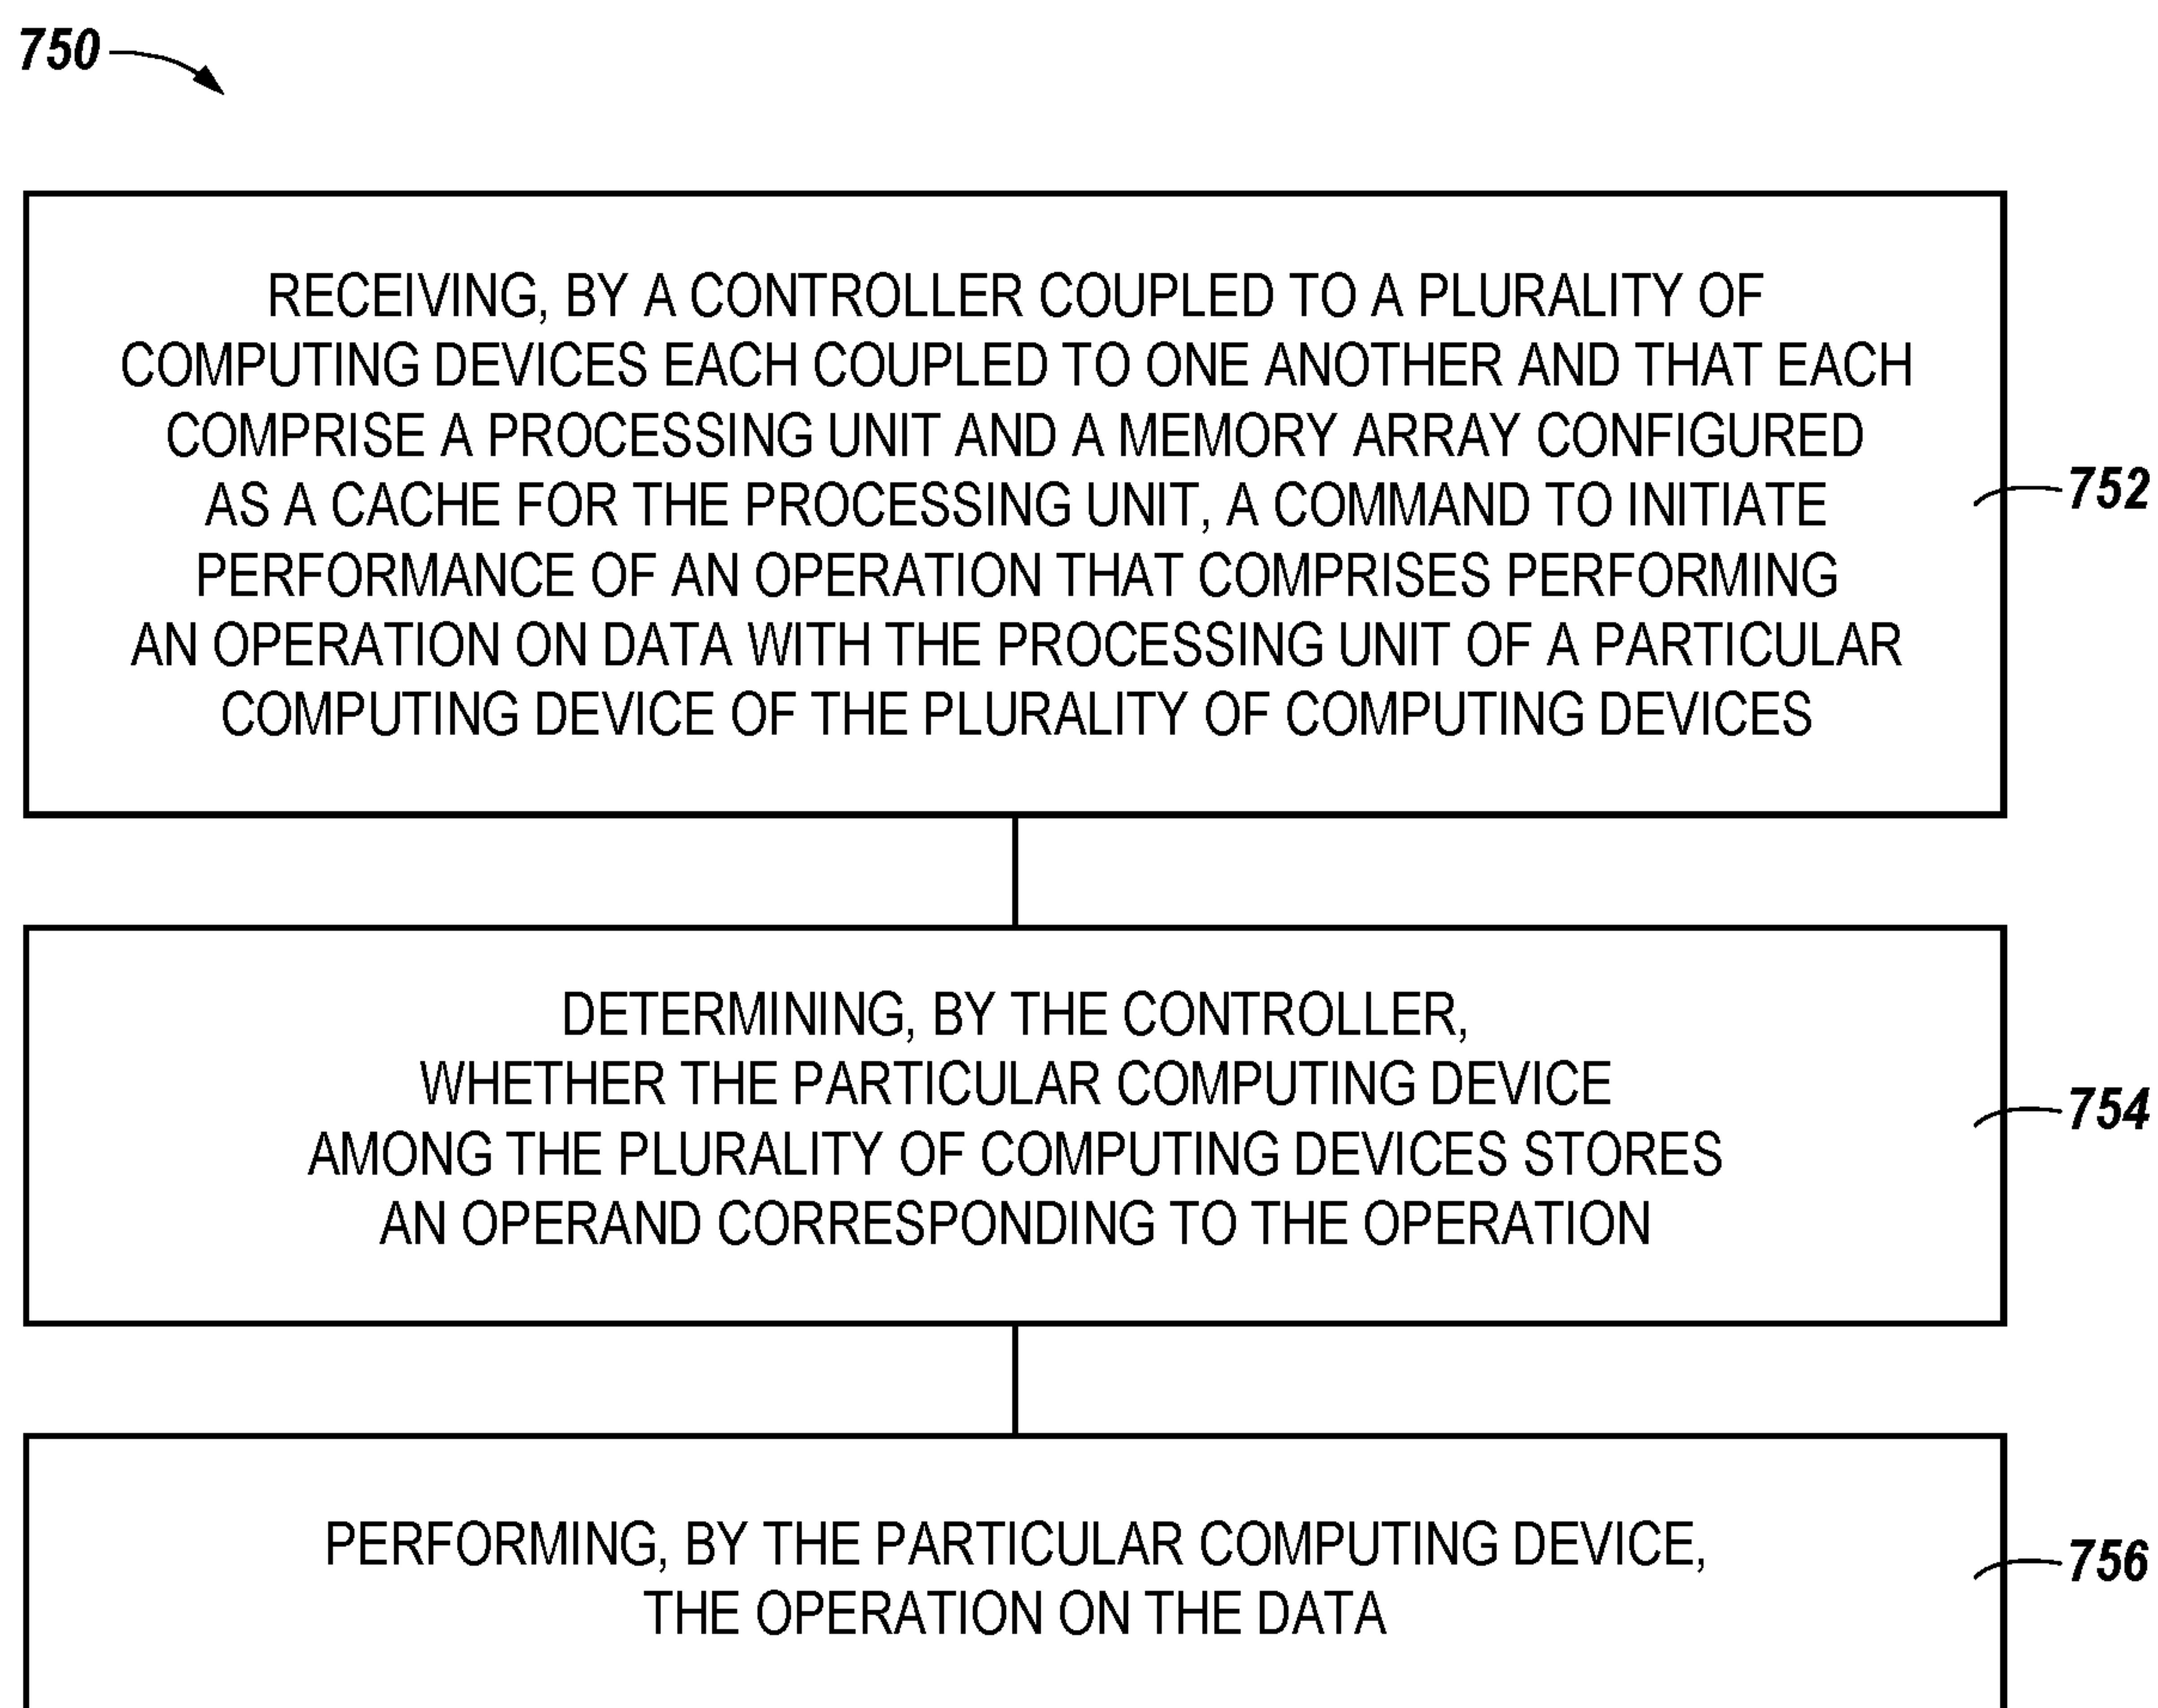 750
RECEIVING, BY A CONTROLLER COUPLED TO A PLURALITY OF
COMPUTING DEVICES EACH COUPLED TO ONE ANOTHER AND THAT EACH
COMPRISE A PROCESSING UNIT AND A MEMORY ARRAY CONFIGURED
AS A CACHE FOR THE PROCESSING UNIT, A COMMAND TO INITIATE
PERFORMANCE OF AN OPERATION THAT COMPRISES PERFORMING
AN OPERATION ON DATA WITH THE PROCESSING UNIT OF A PARTICULAR
COMPUTING DEVICE OF THE PLURALITY OF COMPUTING DEVICES
752
DETERMINING, BY THE CONTROLLER,
WHETHER THE PARTICULAR COMPUTING DEVICE
AMONG THE PLURALITY OF COMPUTING DEVICES STORES
AN OPERAND CORRESPONDING TO THE OPERATION
754
PERFORMING, BY THE PARTICULAR COMPUTING DEVICE,
THE OPERATION ON THE DATA
756